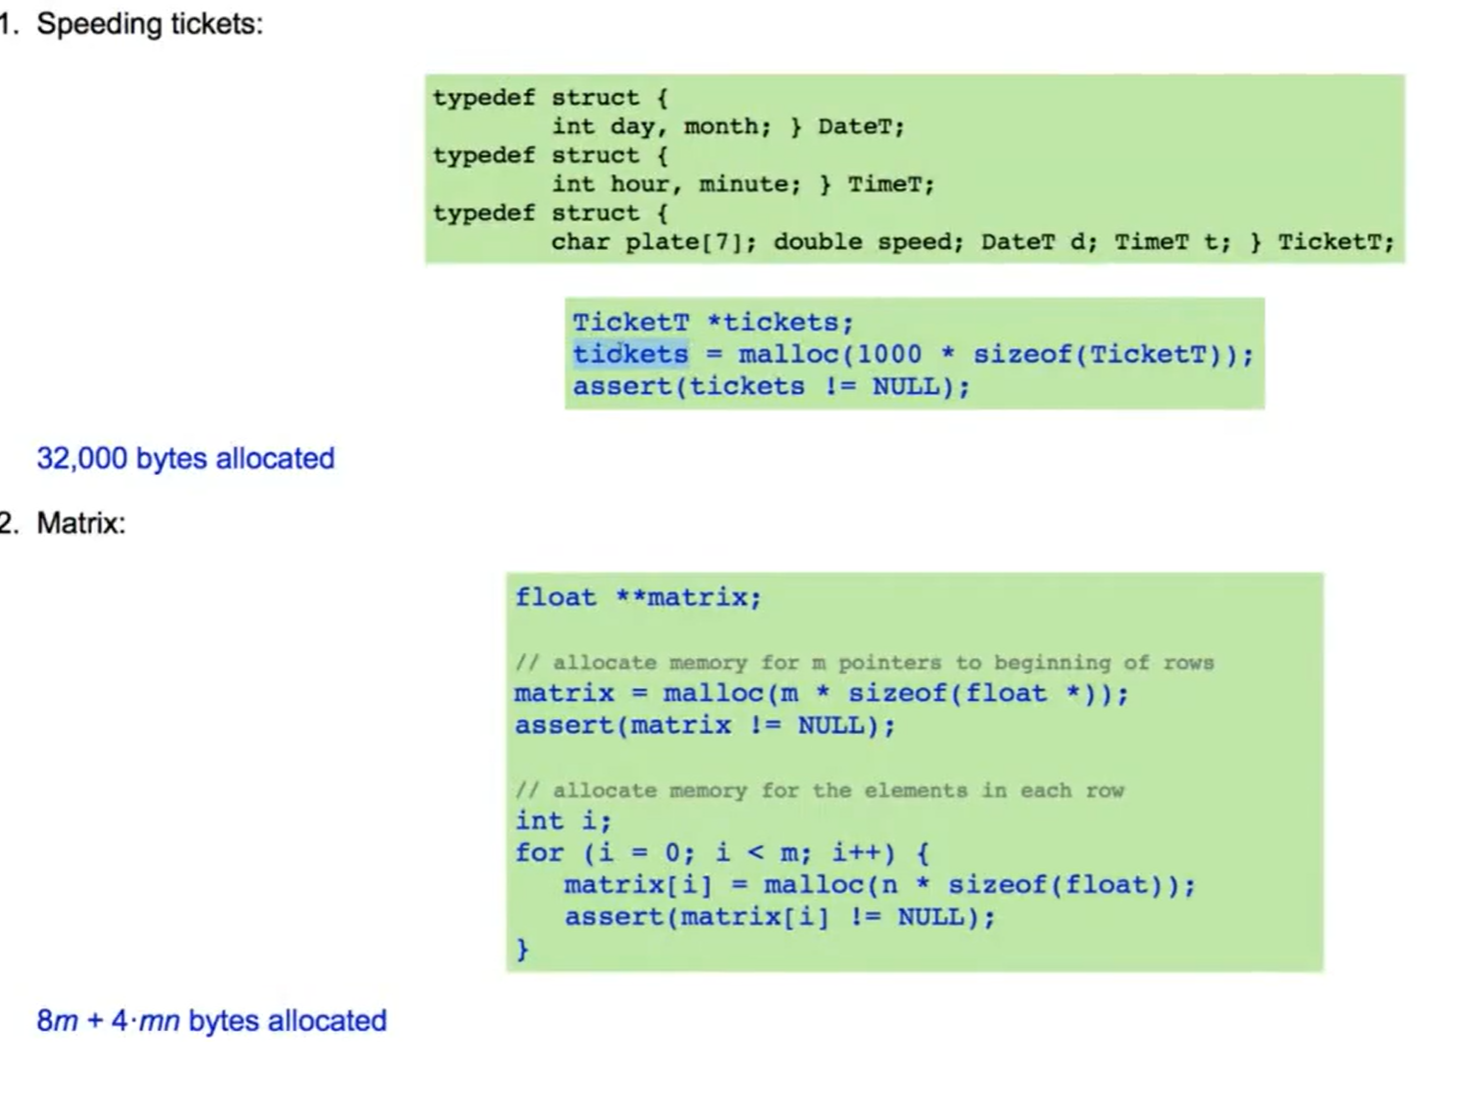 1. Speeding tickets:
typedef struct {
        int day, month; } DateT;
typedef struct {
        int hour, minute; } TimeT;
typedef struct {
        char plate[7]; double speed; DateT d; TimeT t; } TicketT;
TicketT *tickets;
tickets = malloc(1000 * sizeof(TicketT));
assert(tickets != NULL);
32,000 bytes allocated
2. Matrix:
float **matrix;
// allocate memory for m pointers to beginning of rows
matrix = malloc(m * sizeof(float *));
assert(matrix != NULL);
// allocate memory for the elements in each row
int i;
for (i = 0; i < m; i++) {
   matrix[i] = malloc(n * sizeof(float));
   assert(matrix[i] != NULL);
}
8m + 4·mn bytes allocated